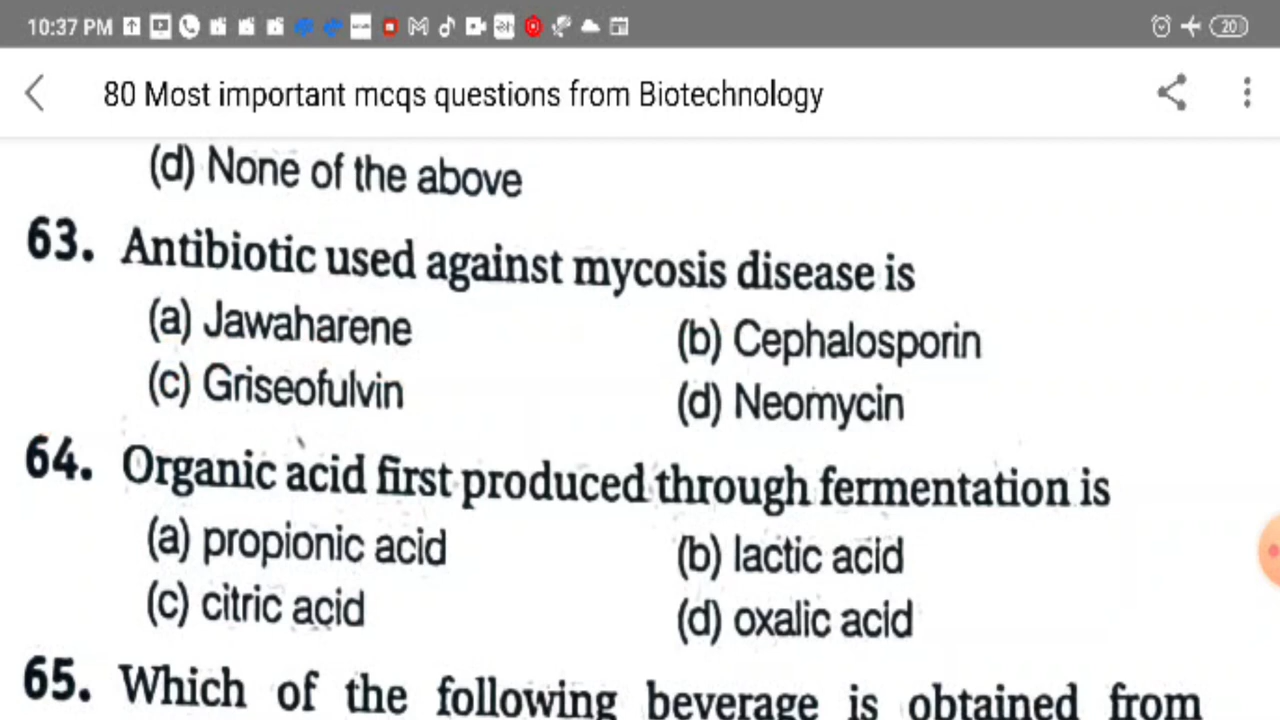 10:37 PM
20
80 Most important mcqs questions from Biotechnology
(d) None of the above
63. Antibiotic used against mycosis disease is
(a) Jawaharene (b) Cephalosporin
(c) Griseofulvin (d) Neomycin
64. Organic acid first produced through fermentation is
(a) propionic acid (b) lactic acid
(c) citric acid (d) oxalic acid
65. Which of the following beverage is obtained from